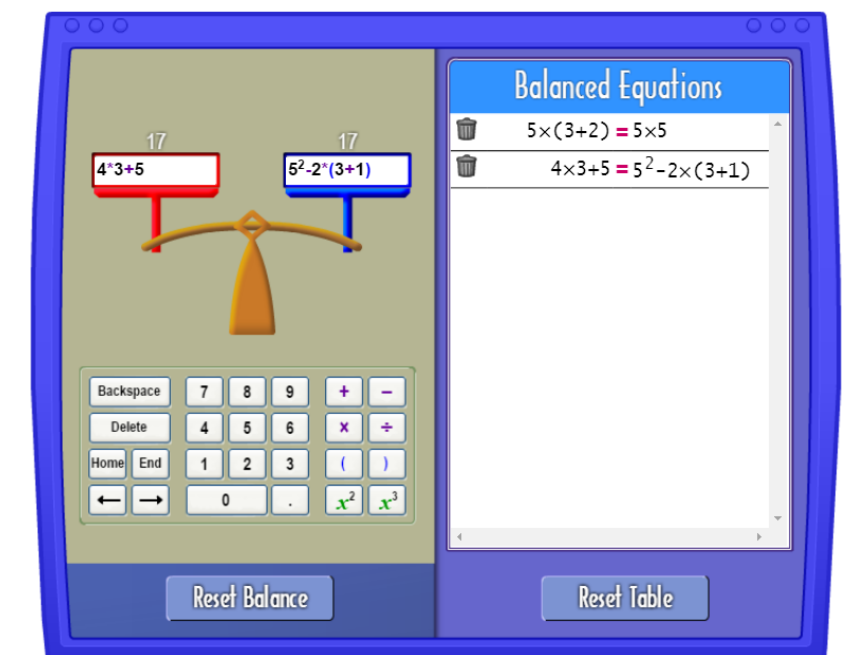 Balanced Equations
17 17
4*3+5 5²-2*(3+1)
5×(3+2) = 5×5
4×3+5 = 5²-2×(3+1)
Backspace 7 8 9 + −
Delete 4 5 6 × ÷
Home End 1 2 3 ( )
← → 0 . x² x³
Reset Balance Reset Table